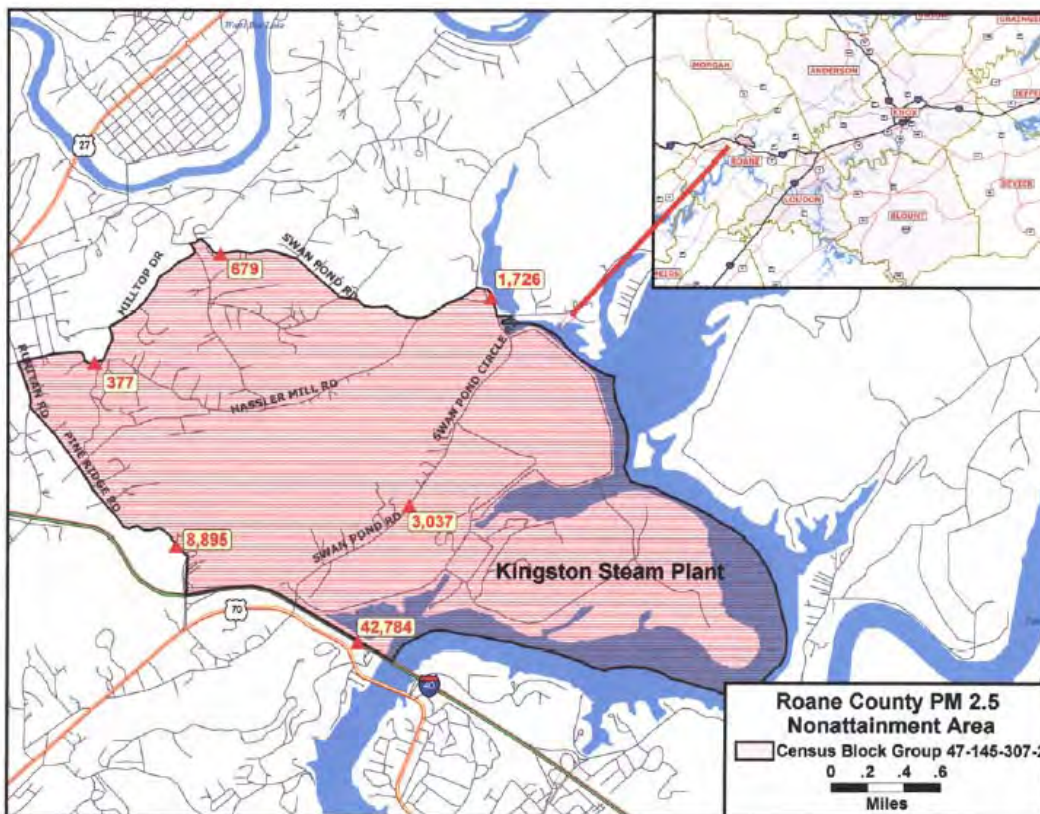 27
MORGAN
ANDERSON
KNOX
ROANE
LOUDON
BLOUNT
SEVIER
HILLTOP DR
679
SWAN POND RD
1,726
377
RURITAN RD
HASSLER MILL RD
SWAN POND CIRCLE
PINE RIDGE RD
8,895
SWAN POND RD
3,037
Kingston Steam Plant
70
42,784
40
Roane County PM 2.5
Nonattainment Area
Census Block Group 47-145-307-2
0 .2 .4 .6
Miles